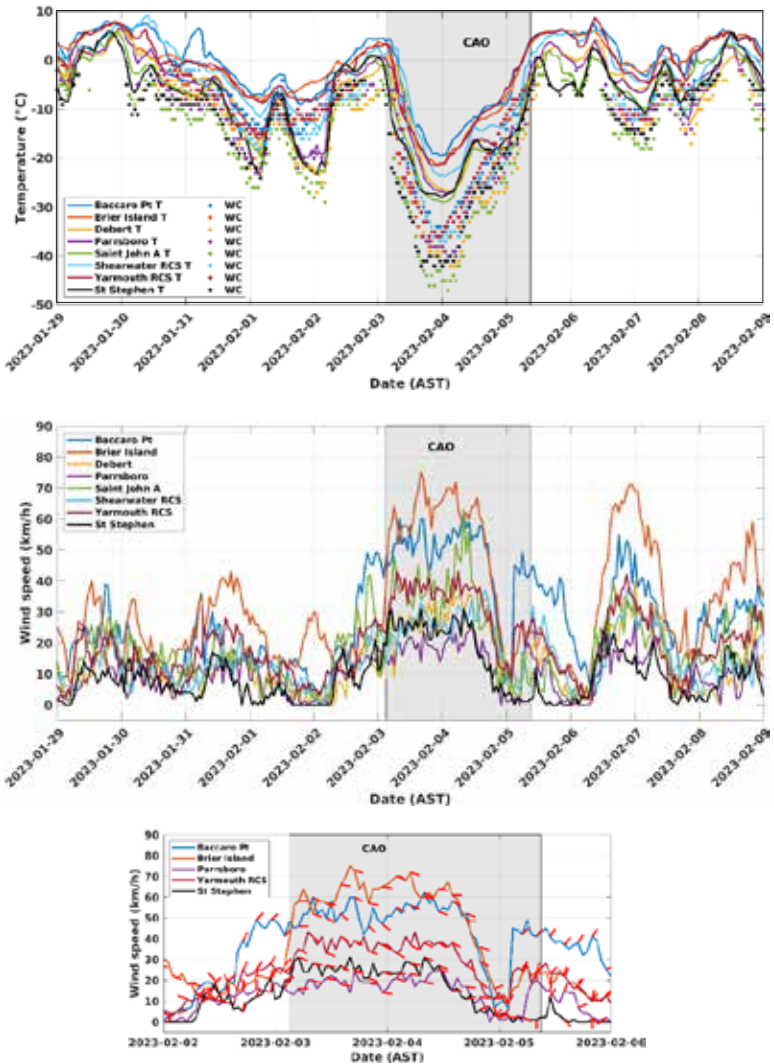 10
0
-10
-20
-30
-40
-50
Temperature (°C)
CAO
Baccaro Pt T WC
Brier Island T WC
Debert T WC
Parrsboro T WC
Saint John A T WC
Shearwater RCS T WC
Yarmouth RCS T WC
St Stephen T WC
2023-01-29 2023-01-30 2023-01-31 2023-02-01 2023-02-02 2023-02-03 2023-02-04 2023-02-05 2023-02-06 2023-02-07 2023-02-08 2023-02-09
Date (AST)
90
80
70
60
50
40
30
20
10
0
Wind speed (km/h)
CAO
Baccaro Pt
Brier Island
Debert
Parrsboro
Saint John A
Shearwater RCS
Yarmouth RCS
St Stephen
2023-01-29 2023-01-30 2023-01-31 2023-02-01 2023-02-02 2023-02-03 2023-02-04 2023-02-05 2023-02-06 2023-02-07 2023-02-08 2023-02-09
Date (AST)
90
80
70
60
50
40
30
20
10
0
Wind speed (km/h)
CAO
Baccaro Pt
Brier Island
Parrsboro
Yarmouth RCS
St Stephen
2023-02-02 2023-02-03 2023-02-04 2023-02-05 2023-02-06
Date (AST)